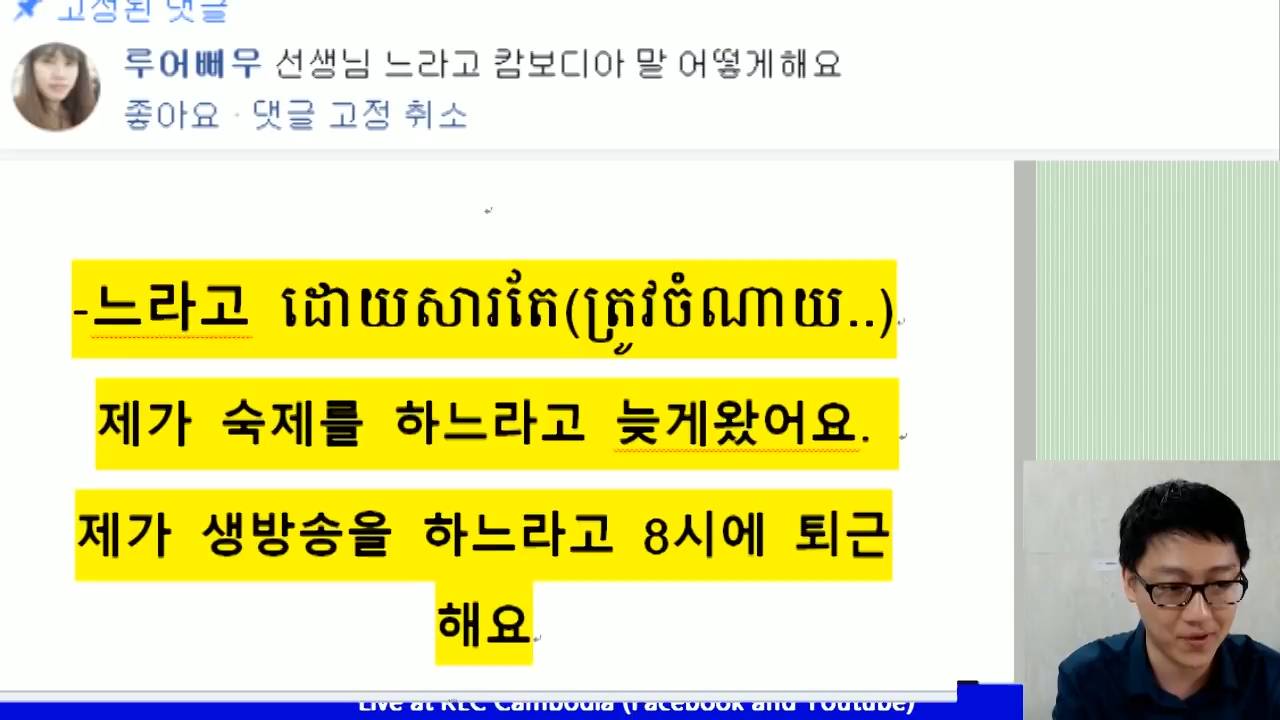 고정된 댓글
루어뻐우 선생님 느라고 캄보디아 말 어떻게해요
좋아요 · 댓글 고정 취소
-느라고 ដោយសារតែ(ត្រូវចំណាយ..)
제가 숙제를 하느라고 늦게왔어요.
제가 생방송을 하느라고 8시에 퇴근
해요
Live at KLC Cambodia (Facebook and Youtube)